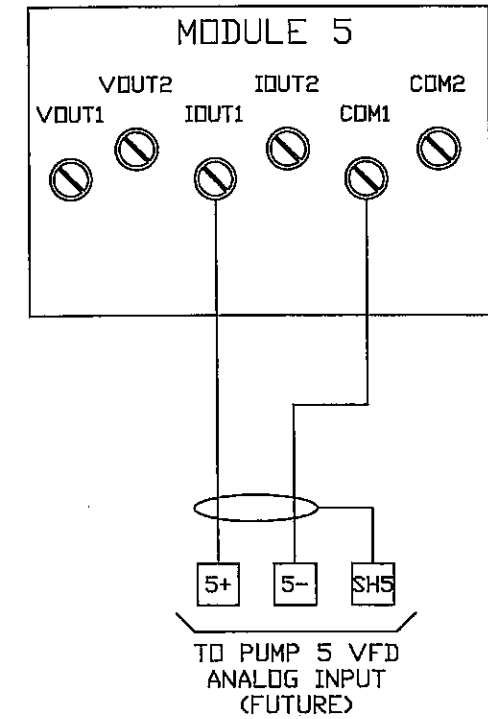 MODULE 5
VOUT2 IOUT2 COM2
VOUT1 IOUT1 COM1
5+ 5- SH5
TO PUMP 5 VFD
ANALOG INPUT
(FUTURE)